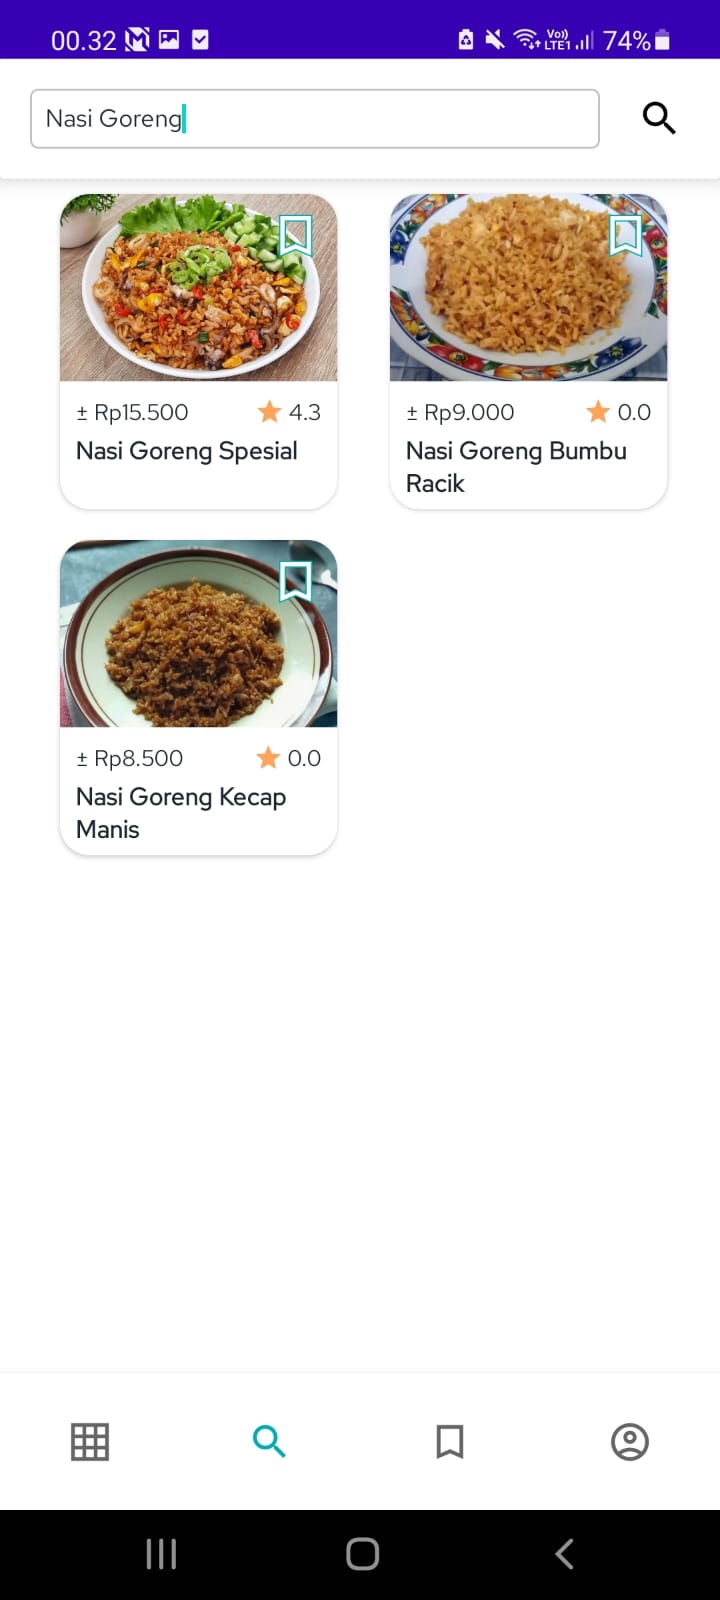 00.32 Vo)) LTE1 74%
Nasi Goreng
± Rp15.500 4.3
Nasi Goreng Spesial
± Rp9.000 0.0
Nasi Goreng Bumbu
Racik
± Rp8.500 0.0
Nasi Goreng Kecap
Manis